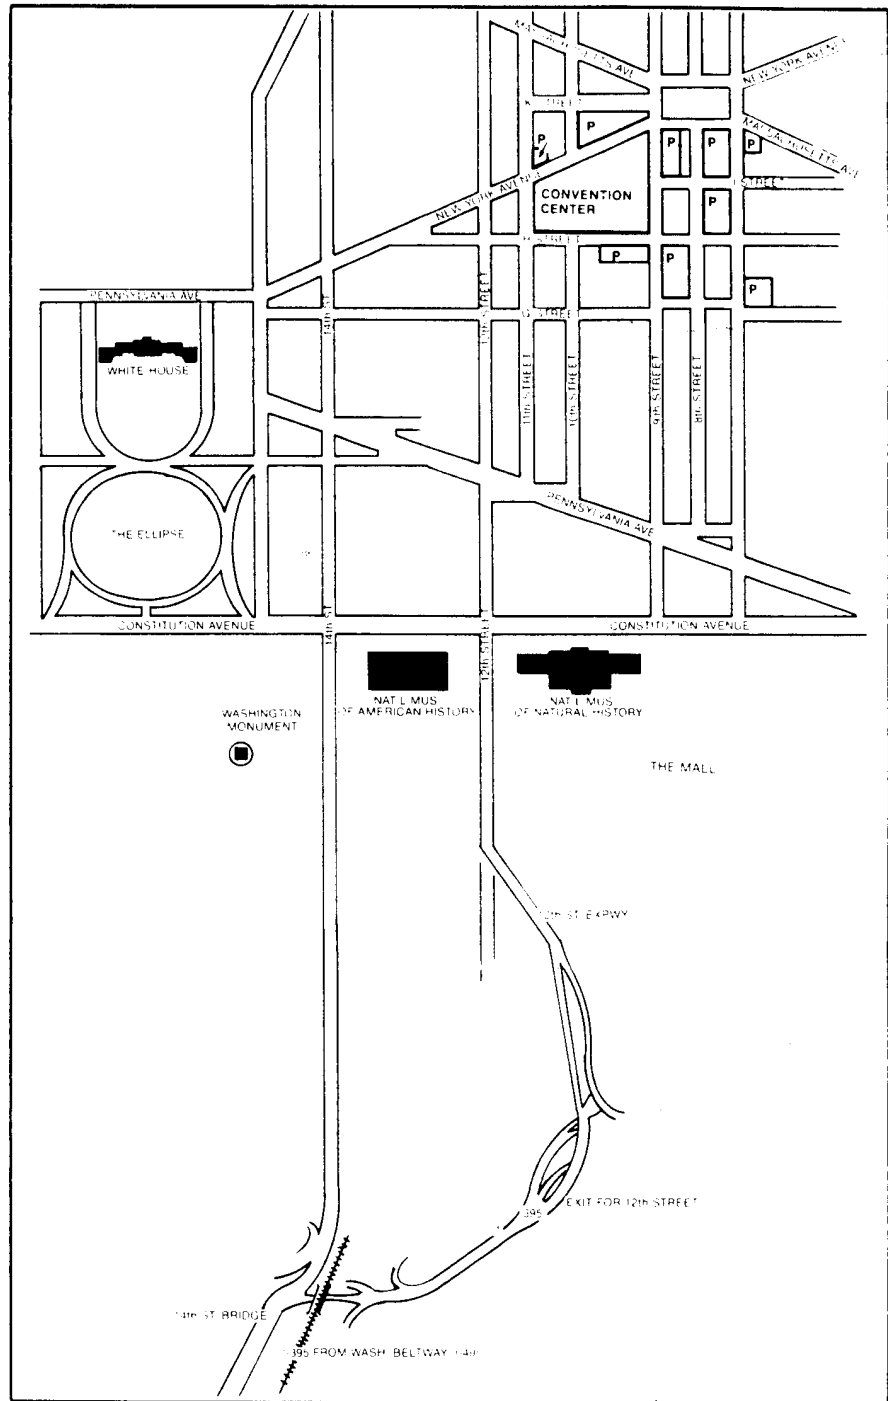 MASSACHUSETTS AVE
NEW YORK AVENUE
K STREET
P
P
P
P
P
MASSACHUSETTS AVE
I STREET
NEW YORK AVENUE
CONVENTION
CENTER
P
H STREET
P
P
P
PENNSYLVANIA AVE
14th ST
12th STREET
G STREET
WHITE HOUSE
11th STREET
10th STREET
9th STREET
8th STREET
PENNSYLVANIA AVE
THE ELLIPSE
14th ST
12th STREET
CONSTITUTION AVENUE
CONSTITUTION AVENUE
NAT'L MUS
OF AMERICAN HISTORY
NAT'L MUS
OF NATURAL HISTORY
WASHINGTON
MONUMENT
THE MALL
12th ST. EXPWY
EXIT FOR 12th STREET
395
14th ST. BRIDGE
395 FROM WASH. BELTWAY